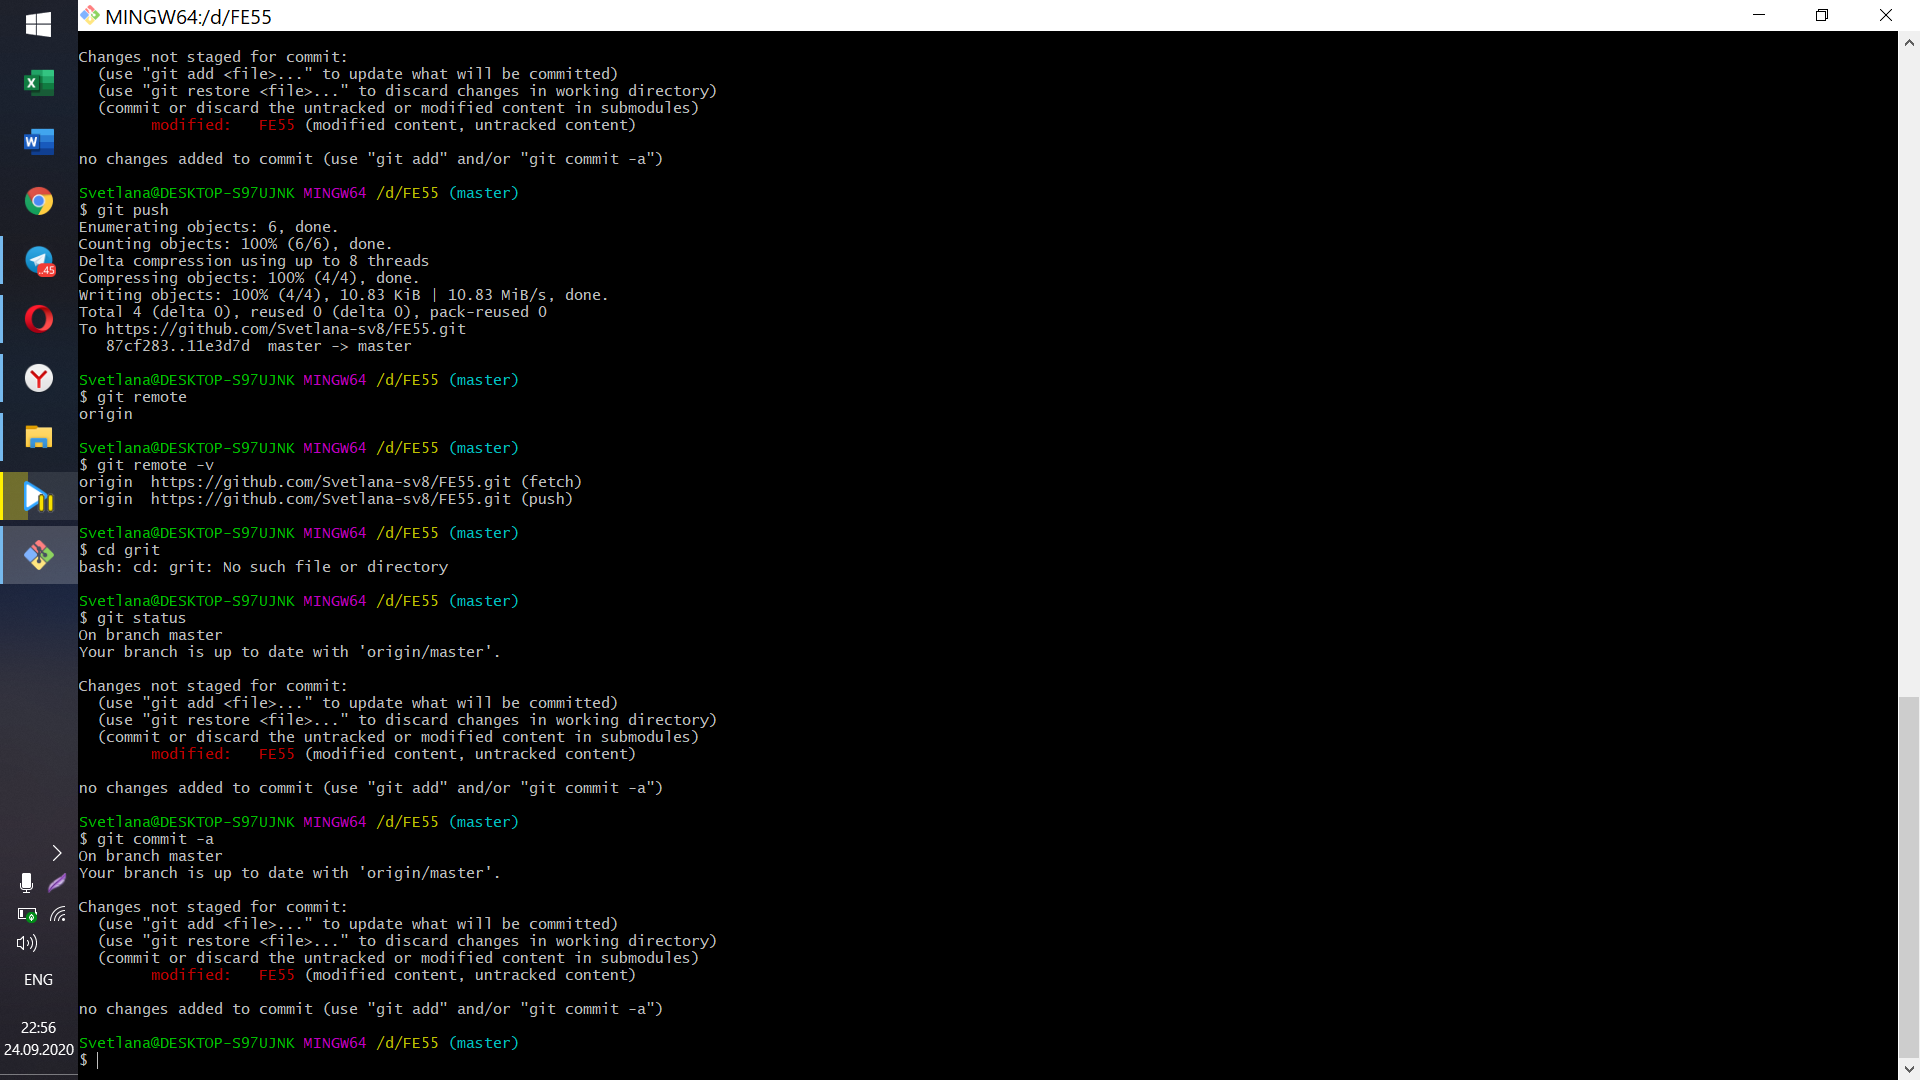 MINGW64:/d/FE55
Changes not staged for commit:
  (use "git add <file>..." to update what will be committed)
  (use "git restore <file>..." to discard changes in working directory)
  (commit or discard the untracked or modified content in submodules)
        modified:   FE55 (modified content, untracked content)
no changes added to commit (use "git add" and/or "git commit -a")
Svetlana@DESKTOP-S97UJNK MINGW64 /d/FE55 (master)
$ git push
Enumerating objects: 6, done.
Counting objects: 100% (6/6), done.
Delta compression using up to 8 threads
Compressing objects: 100% (4/4), done.
Writing objects: 100% (4/4), 10.83 KiB | 10.83 MiB/s, done.
Total 4 (delta 0), reused 0 (delta 0), pack-reused 0
To https://github.com/Svetlana-sv8/FE55.git
   87cf283..11e3d7d  master -> master
Svetlana@DESKTOP-S97UJNK MINGW64 /d/FE55 (master)
$ git remote
origin
Svetlana@DESKTOP-S97UJNK MINGW64 /d/FE55 (master)
$ git remote -v
origin  https://github.com/Svetlana-sv8/FE55.git (fetch)
origin  https://github.com/Svetlana-sv8/FE55.git (push)
Svetlana@DESKTOP-S97UJNK MINGW64 /d/FE55 (master)
$ cd grit
bash: cd: grit: No such file or directory
Svetlana@DESKTOP-S97UJNK MINGW64 /d/FE55 (master)
$ git status
On branch master
Your branch is up to date with 'origin/master'.
Changes not staged for commit:
  (use "git add <file>..." to update what will be committed)
  (use "git restore <file>..." to discard changes in working directory)
  (commit or discard the untracked or modified content in submodules)
        modified:   FE55 (modified content, untracked content)
no changes added to commit (use "git add" and/or "git commit -a")
Svetlana@DESKTOP-S97UJNK MINGW64 /d/FE55 (master)
$ git commit -a
On branch master
Your branch is up to date with 'origin/master'.
Changes not staged for commit:
  (use "git add <file>..." to update what will be committed)
  (use "git restore <file>..." to discard changes in working directory)
  (commit or discard the untracked or modified content in submodules)
        modified:   FE55 (modified content, untracked content)
no changes added to commit (use "git add" and/or "git commit -a")
Svetlana@DESKTOP-S97UJNK MINGW64 /d/FE55 (master)
$
X
W
.45
Y
ENG
22:56
24.09.2020